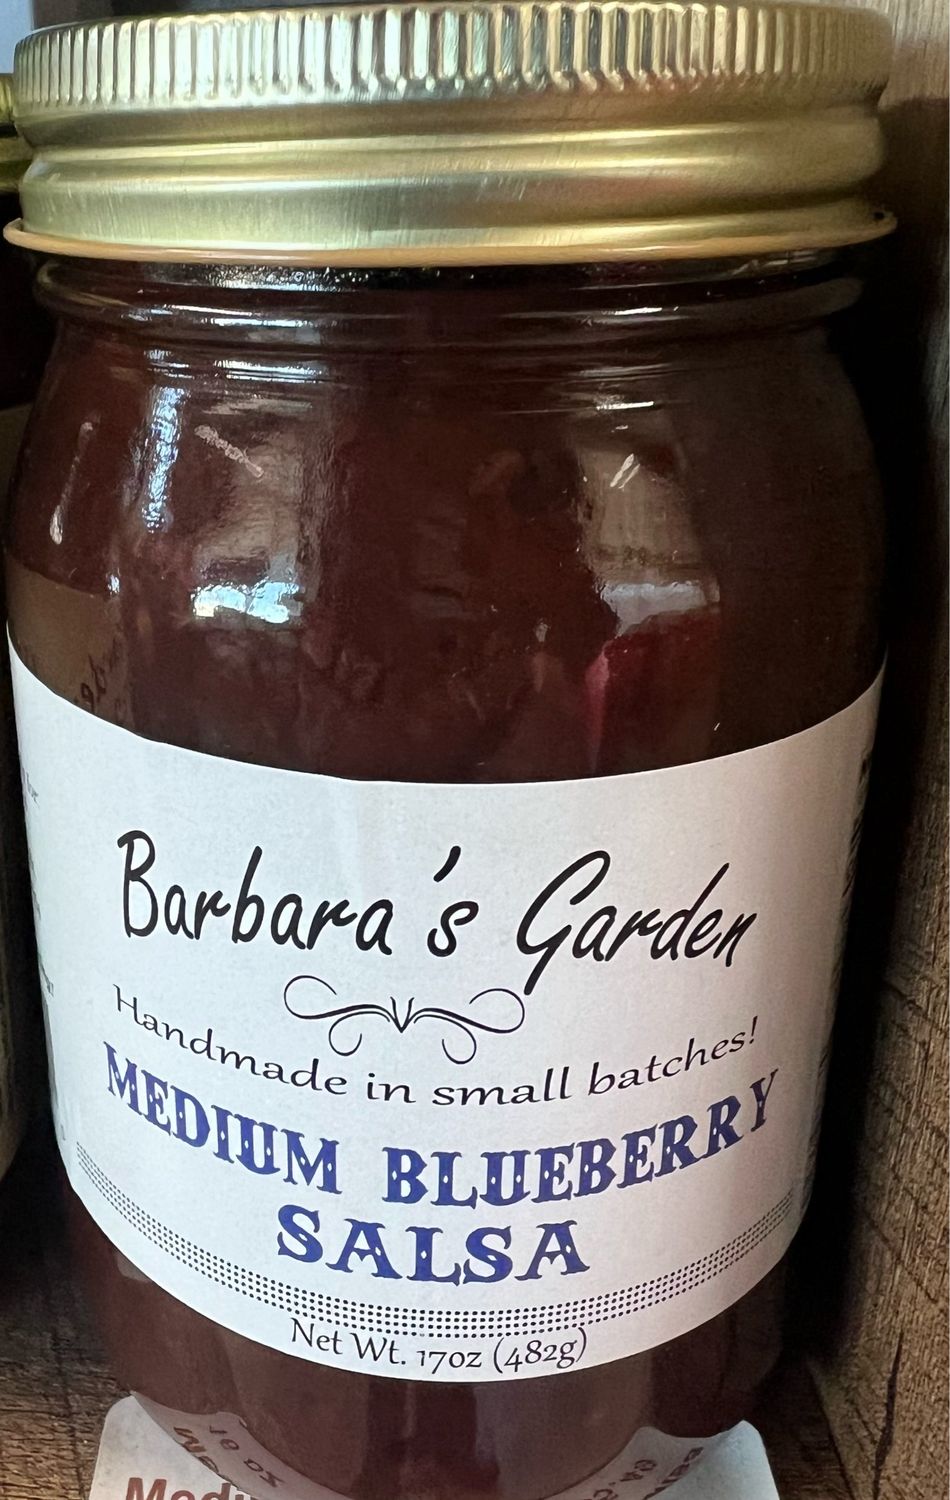 Barbara's Garden
Handmade in small batches!
MEDIUM BLUEBERRY
SALSA
Net Wt. 17oz (482g)